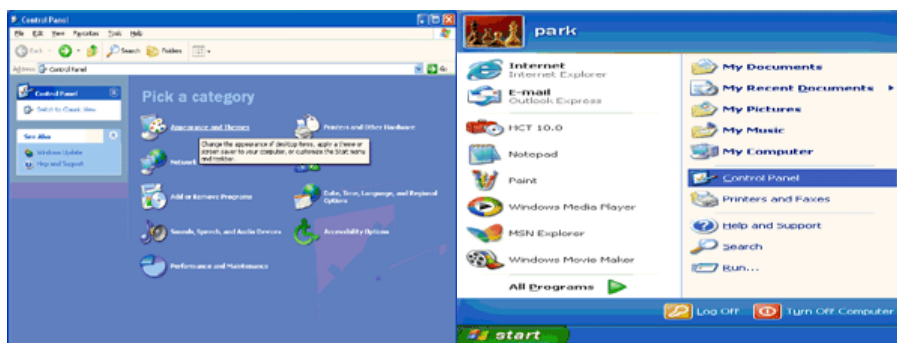 Control Panel
File Edit View Favorites Tools Help
Back Search Folders
Address Control Panel Go
Control Panel
Switch to Classic View
See Also
Windows Update
Help and Support
Pick a category
Appearance and Themes
Printers and Other Hardware
Change the appearance of desktop items, apply a theme or
screen saver to your computer, or customize the Start menu
and taskbar.
Network
Add or Remove Programs
Date, Time, Language, and Regional
Options
Sounds, Speech, and Audio Devices
Accessibility Options
Performance and Maintenance
park
Internet
Internet Explorer
E-mail
Outlook Express
HCT 10.0
Notepad
Paint
Windows Media Player
MSN Explorer
Windows Movie Maker
All Programs
My Documents
My Recent Documents
My Pictures
My Music
My Computer
Control Panel
Printers and Faxes
Help and Support
Search
Run...
Log Off Turn Off Computer
start